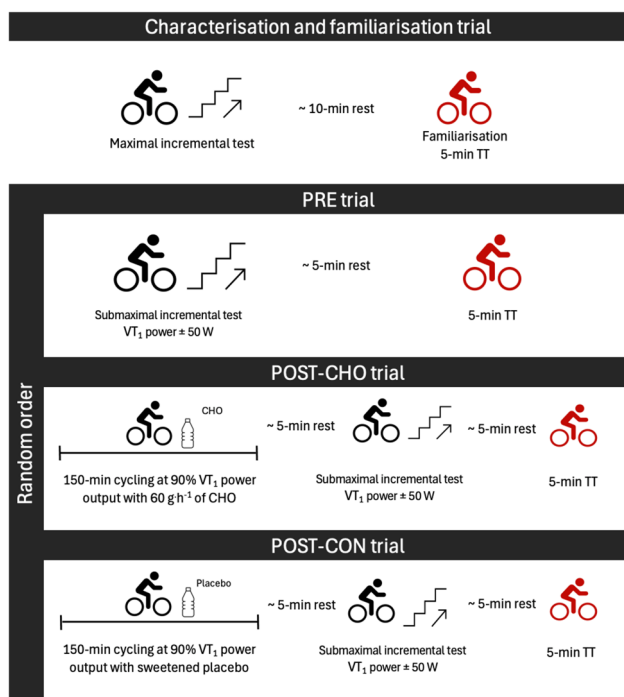 Characterisation and familiarisation trial
Maximal incremental test
~ 10-min rest
Familiarisation
5-min TT
Random order
PRE trial
Submaximal incremental test
VT₁ power ± 50 W
~ 5-min rest
5-min TT
POST-CHO trial
CHO
150-min cycling at 90% VT₁ power
output with 60 g·h⁻¹ of CHO
~ 5-min rest
Submaximal incremental test
VT₁ power ± 50 W
~ 5-min rest
5-min TT
POST-CON trial
Placebo
150-min cycling at 90% VT₁ power
output with sweetened placebo
~ 5-min rest
Submaximal incremental test
VT₁ power ± 50 W
~ 5-min rest
5-min TT